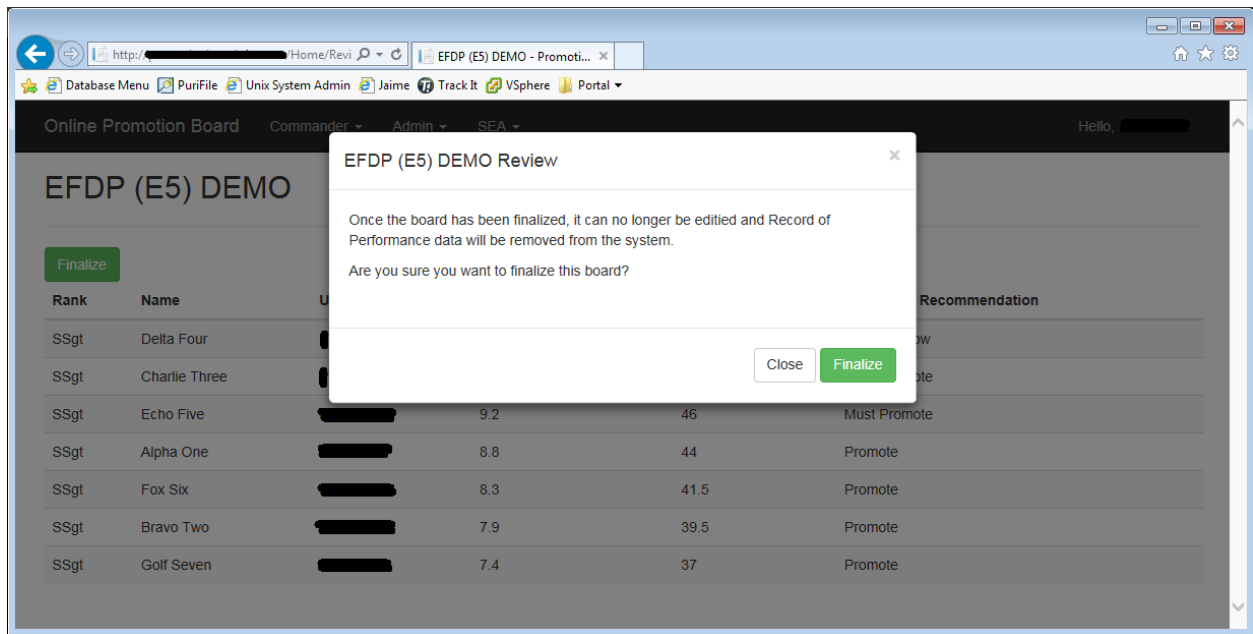 http:// /Home/Revi
EFDP (E5) DEMO - Promoti...
Database Menu PuriFile Unix System Admin Jaime Track It VSphere Portal
Online Promotion Board Commander Admin SEA Hello,
EFDP (E5) DEMO Review
EFDP (E5) DEMO
Once the board has been finalized, it can no longer be editied and Record of
Performance data will be removed from the system.
Are you sure you want to finalize this board?
Finalize
Rank Name U Recommendation
SSgt Delta Four ow
Close Finalize
SSgt Charlie Three ote
SSgt Echo Five 9.2 46 Must Promote
SSgt Alpha One 8.8 44 Promote
SSgt Fox Six 8.3 41.5 Promote
SSgt Bravo Two 7.9 39.5 Promote
SSgt Golf Seven 7.4 37 Promote